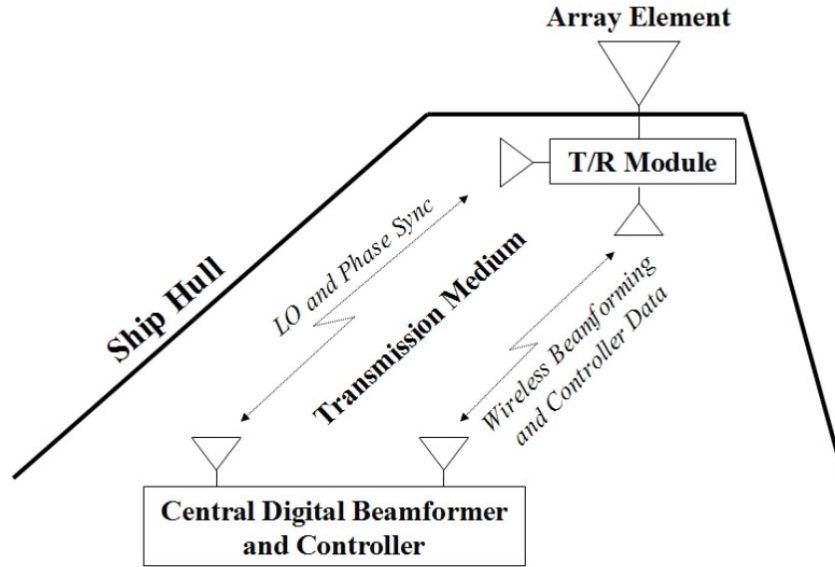 Array Element
T/R Module
Ship Hull
LO and Phase Sync
Transmission Medium
Wireless Beamforming
and Controller Data
Central Digital Beamformer
and Controller